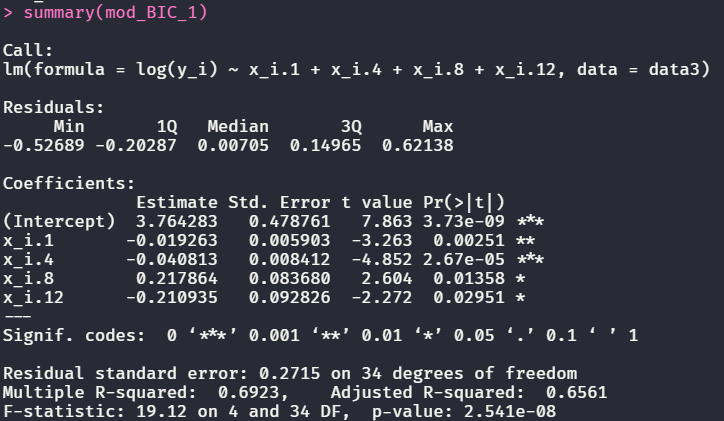 > summary(mod_BIC_1)
Call:
lm(formula = log(y_i) ~ x_i.1 + x_i.4 + x_i.8 + x_i.12, data = data3)
Residuals:
     Min       1Q   Median       3Q      Max
-0.52689 -0.20287  0.00705  0.14965  0.62138
Coefficients:
             Estimate Std. Error t value Pr(>|t|)
(Intercept)  3.764283   0.478761   7.863 3.73e-09 ***
x_i.1       -0.019263   0.005903  -3.263  0.00251 **
x_i.4       -0.040813   0.008412  -4.852 2.67e-05 ***
x_i.8        0.217864   0.083680   2.604  0.01358 *
x_i.12      -0.210935   0.092826  -2.272  0.02951 *
---
Signif. codes:  0 ‘***’ 0.001 ‘**’ 0.01 ‘*’ 0.05 ‘.’ 0.1 ‘ ’ 1
Residual standard error: 0.2715 on 34 degrees of freedom
Multiple R-squared:  0.6923,    Adjusted R-squared:  0.6561
F-statistic: 19.12 on 4 and 34 DF,  p-value: 2.541e-08